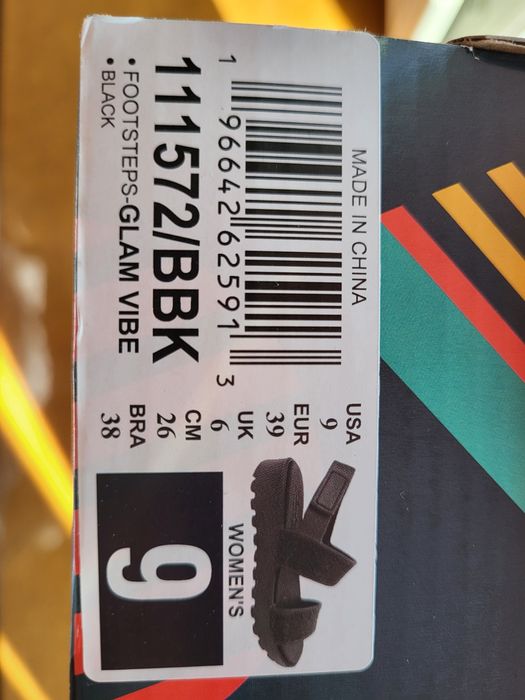 MADE IN CHINA
1 96642 62591 3
111572/BBK
• FOOTSTEPS-GLAM VIBE
• BLACK
USA
9
EUR
39
UK
6
CM
26
BRA
38
WOMEN'S
9